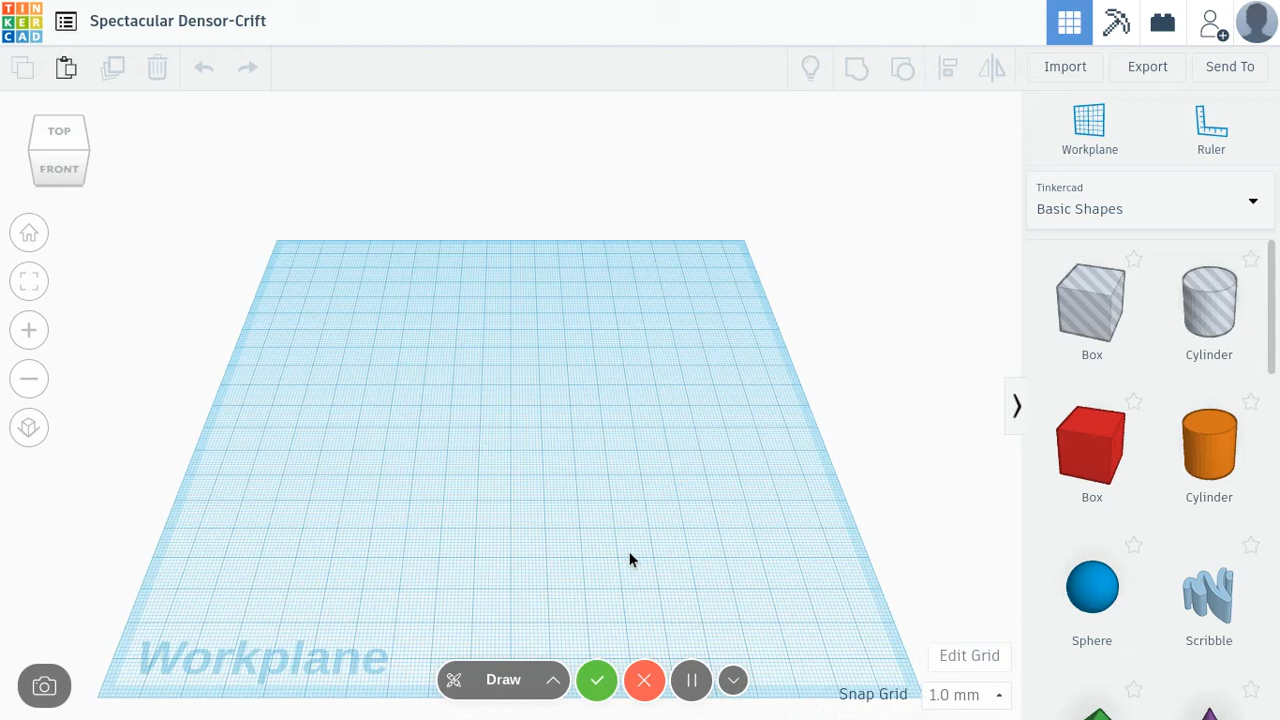 TIN
KER
CAD
Spectacular Densor-Crift
Import
Export
Send To
TOP
FRONT
Workplane
Ruler
Tinkercad
Basic Shapes
Box
Cylinder
Box
Cylinder
Sphere
Scribble
Workplane
Draw
Edit Grid
Snap Grid
1.0 mm